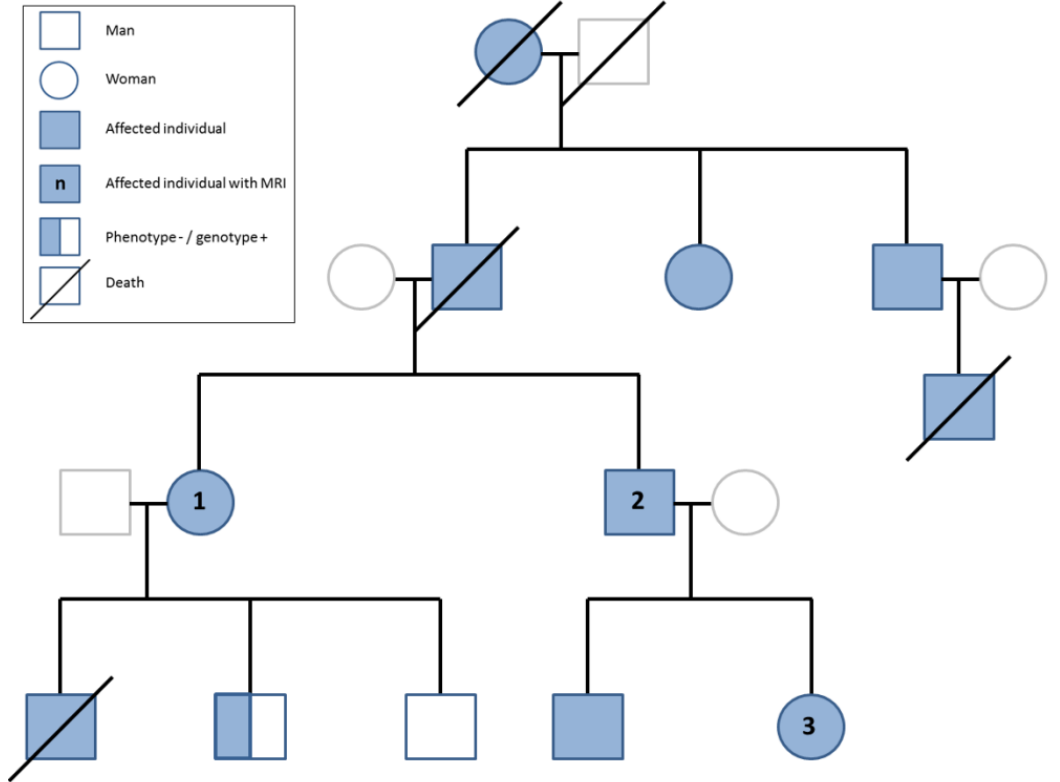 Man
Woman
Affected individual
n Affected individual with MRI
Phenotype - / genotype +
Death
1
2
3